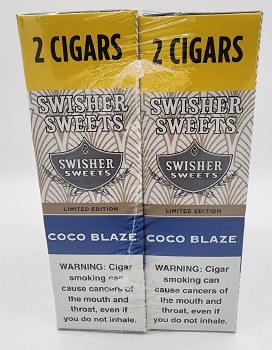 2 CIGARS
SWISHER
SWEETS
SWISHER
SWEETS
LIMITED EDITION
COCO BLAZE
WARNING: Cigar
smoking can
cause cancers of
the mouth and
throat, even if
you do not inhale.
2 CIGARS
SWISHER
SWEETS
SWISHER
SWEETS
LIMITED EDITION
COCO BLAZE
WARNING: Cigar
smoking can
cause cancers of
the mouth and
throat, even if
you do not inhale.